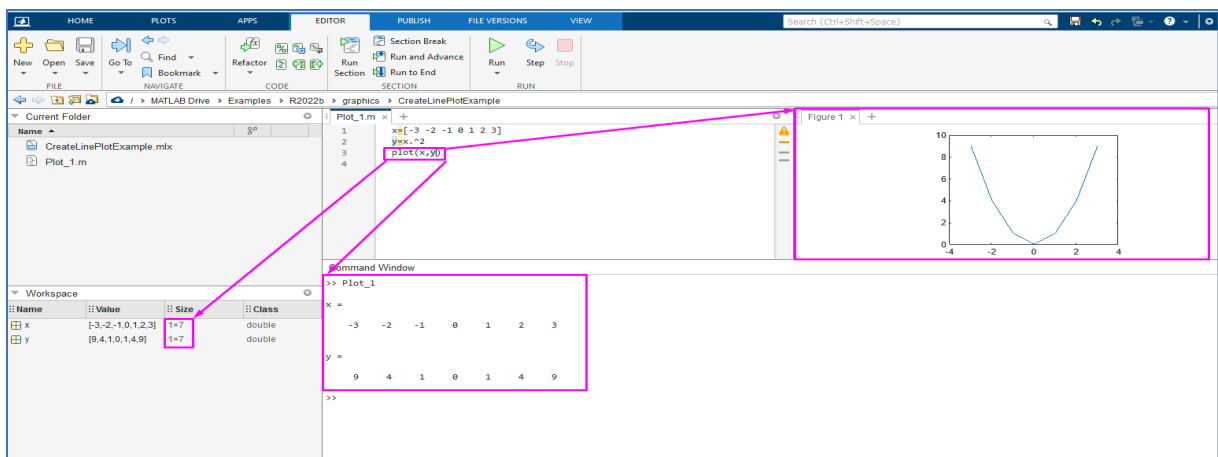 HOME PLOTS APPS EDITOR PUBLISH FILE VERSIONS VIEW
Search (Ctrl+Shift+Space)
New Open Save Go To Find Bookmark Refactor Run Section Section Break Run and Advance Run to End Run Step Stop
FILE NAVIGATE CODE SECTION RUN
/ > MATLAB Drive > Examples > R2022b > graphics > CreateLinePlotExample
Current Folder
Name
CreateLinePlotExample.mlx
Plot_1.m
Plot_1.m × +
1 x=[-3 -2 -1 0 1 2 3]
2 y=x.^2
3 plot(x,y)
4
Figure 1 × +
10
8
6
4
2
0
-4 -2 0 2 4
Workspace
Name Value Size Class
x [-3,-2,-1,0,1,2,3] 1×7 double
y [9,4,1,0,1,4,9] 1×7 double
Command Window
>> Plot_1
x =
-3 -2 -1 0 1 2 3
y =
9 4 1 0 1 4 9
>>